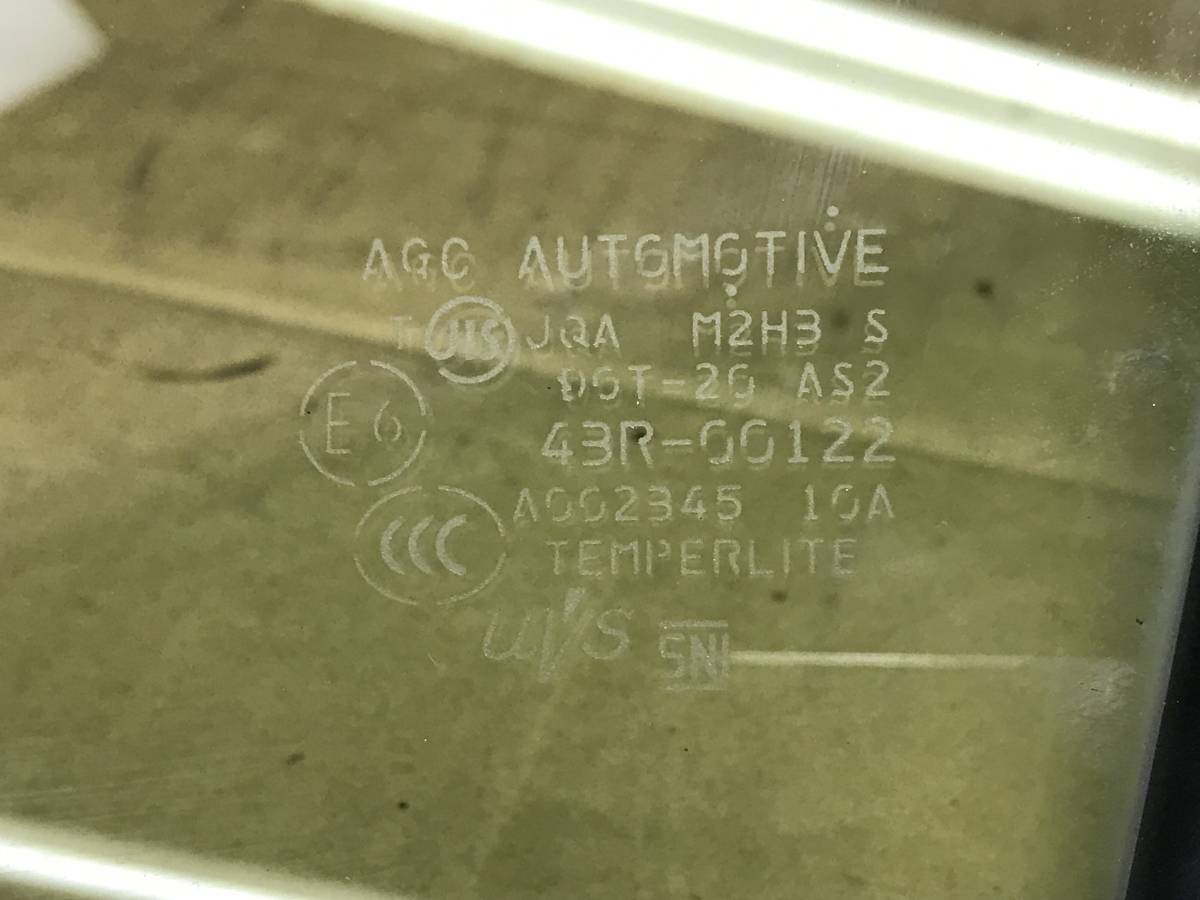 AGC AUTOMOTIVE
T JIS JQA M2H3 S
DOT-20 AS2
E6 43R-00122
CCC A002345 10A
TEMPERLITE
UVS SNI